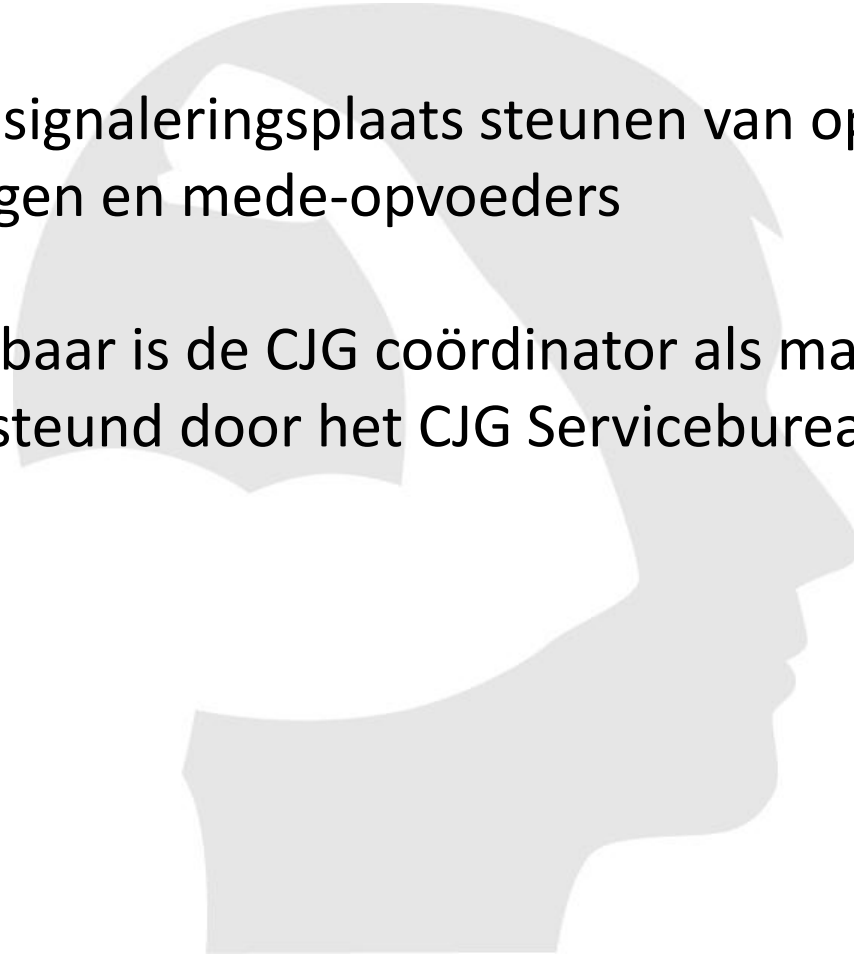 signaleringsplaats steunen van op
gen en mede-opvoeders
baar is de CJG coördinator als ma
steund door het CJG Serviceburea